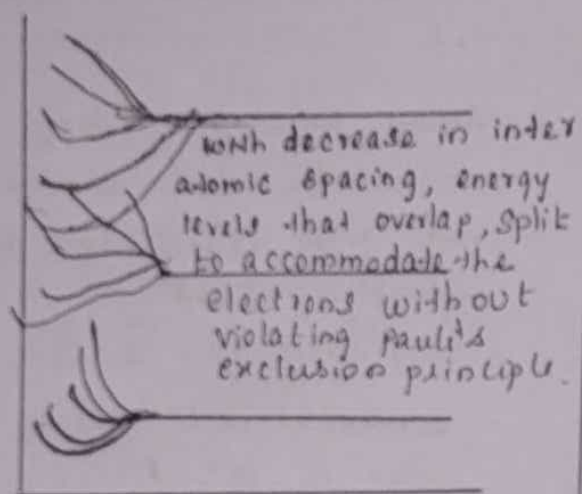 with decrease in inter
atomic spacing, energy
levels that overlap, split
to accommodate the
electrons without
violating pauli's
exclusion principle.